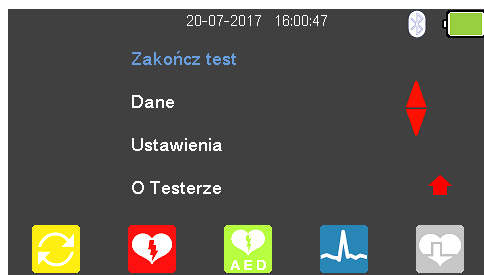 20-07-2017 16:00:47
Zakończ test
Dane
Ustawienia
O Testerze
AED